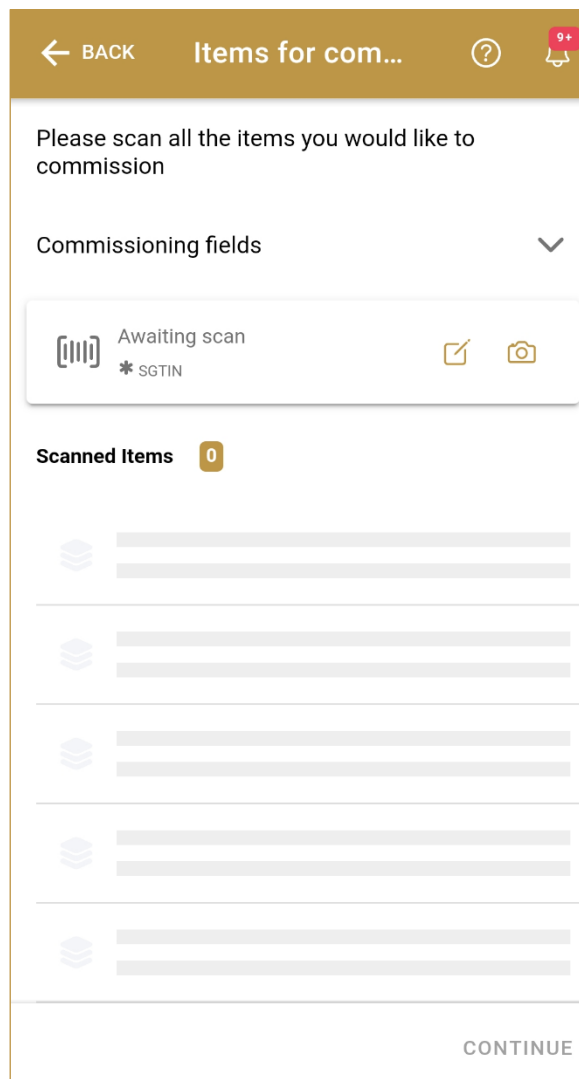 BACK
Items for com...
9+
Please scan all the items you would like to
commission
Commissioning fields
Awaiting scan
* SGTIN
Scanned Items 0
CONTINUE